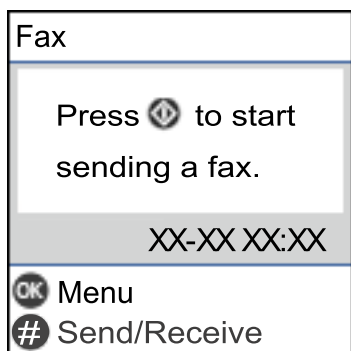 Fax
Press to start
sending a fax.
XX-XX XX:XX
OK Menu
# Send/Receive